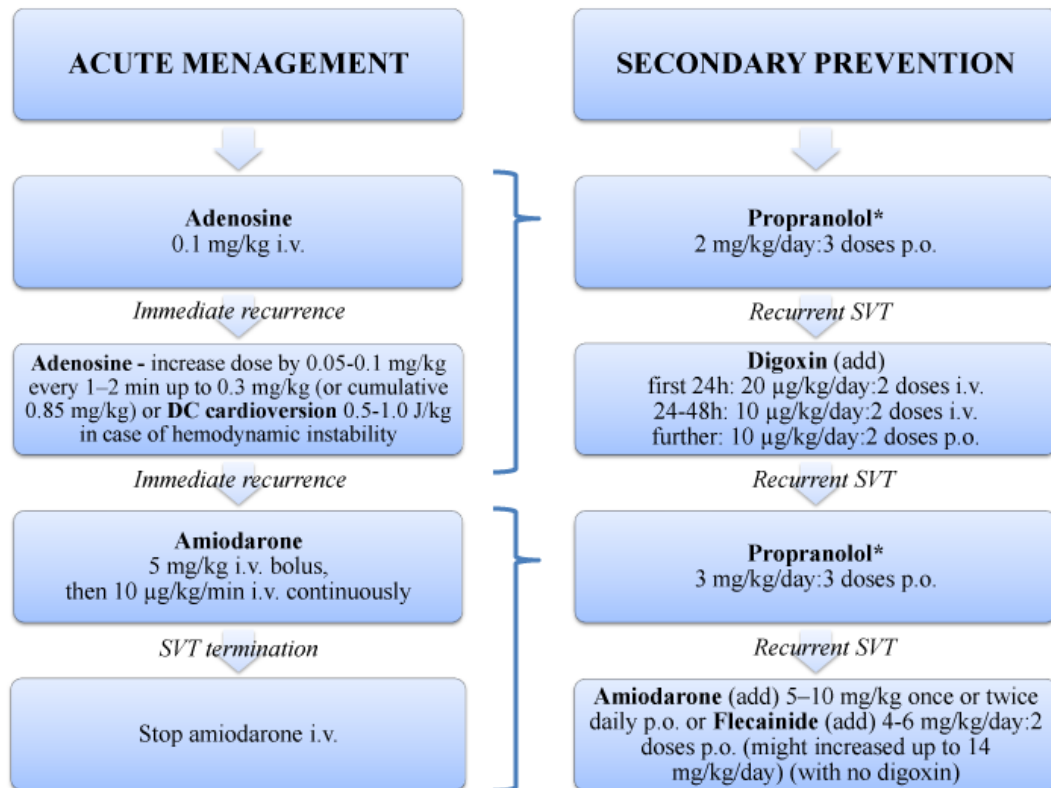 ACUTE MENAGEMENT
Adenosine
0.1 mg/kg i.v.
Immediate recurrence
Adenosine - increase dose by 0.05-0.1 mg/kg
every 1–2 min up to 0.3 mg/kg (or cumulative
0.85 mg/kg) or DC cardioversion 0.5-1.0 J/kg
in case of hemodynamic instability
Immediate recurrence
Amiodarone
5 mg/kg i.v. bolus,
then 10 µg/kg/min i.v. continuously
SVT termination
Stop amiodarone i.v.
SECONDARY PREVENTION
Propranolol*
2 mg/kg/day:3 doses p.o.
Recurrent SVT
Digoxin (add)
first 24h: 20 µg/kg/day:2 doses i.v.
24-48h: 10 µg/kg/day:2 doses i.v.
further: 10 µg/kg/day:2 doses p.o.
Recurrent SVT
Propranolol*
3 mg/kg/day:3 doses p.o.
Recurrent SVT
Amiodarone (add) 5–10 mg/kg once or twice
daily p.o. or Flecainide (add) 4-6 mg/kg/day:2
doses p.o. (might increased up to 14
mg/kg/day) (with no digoxin)